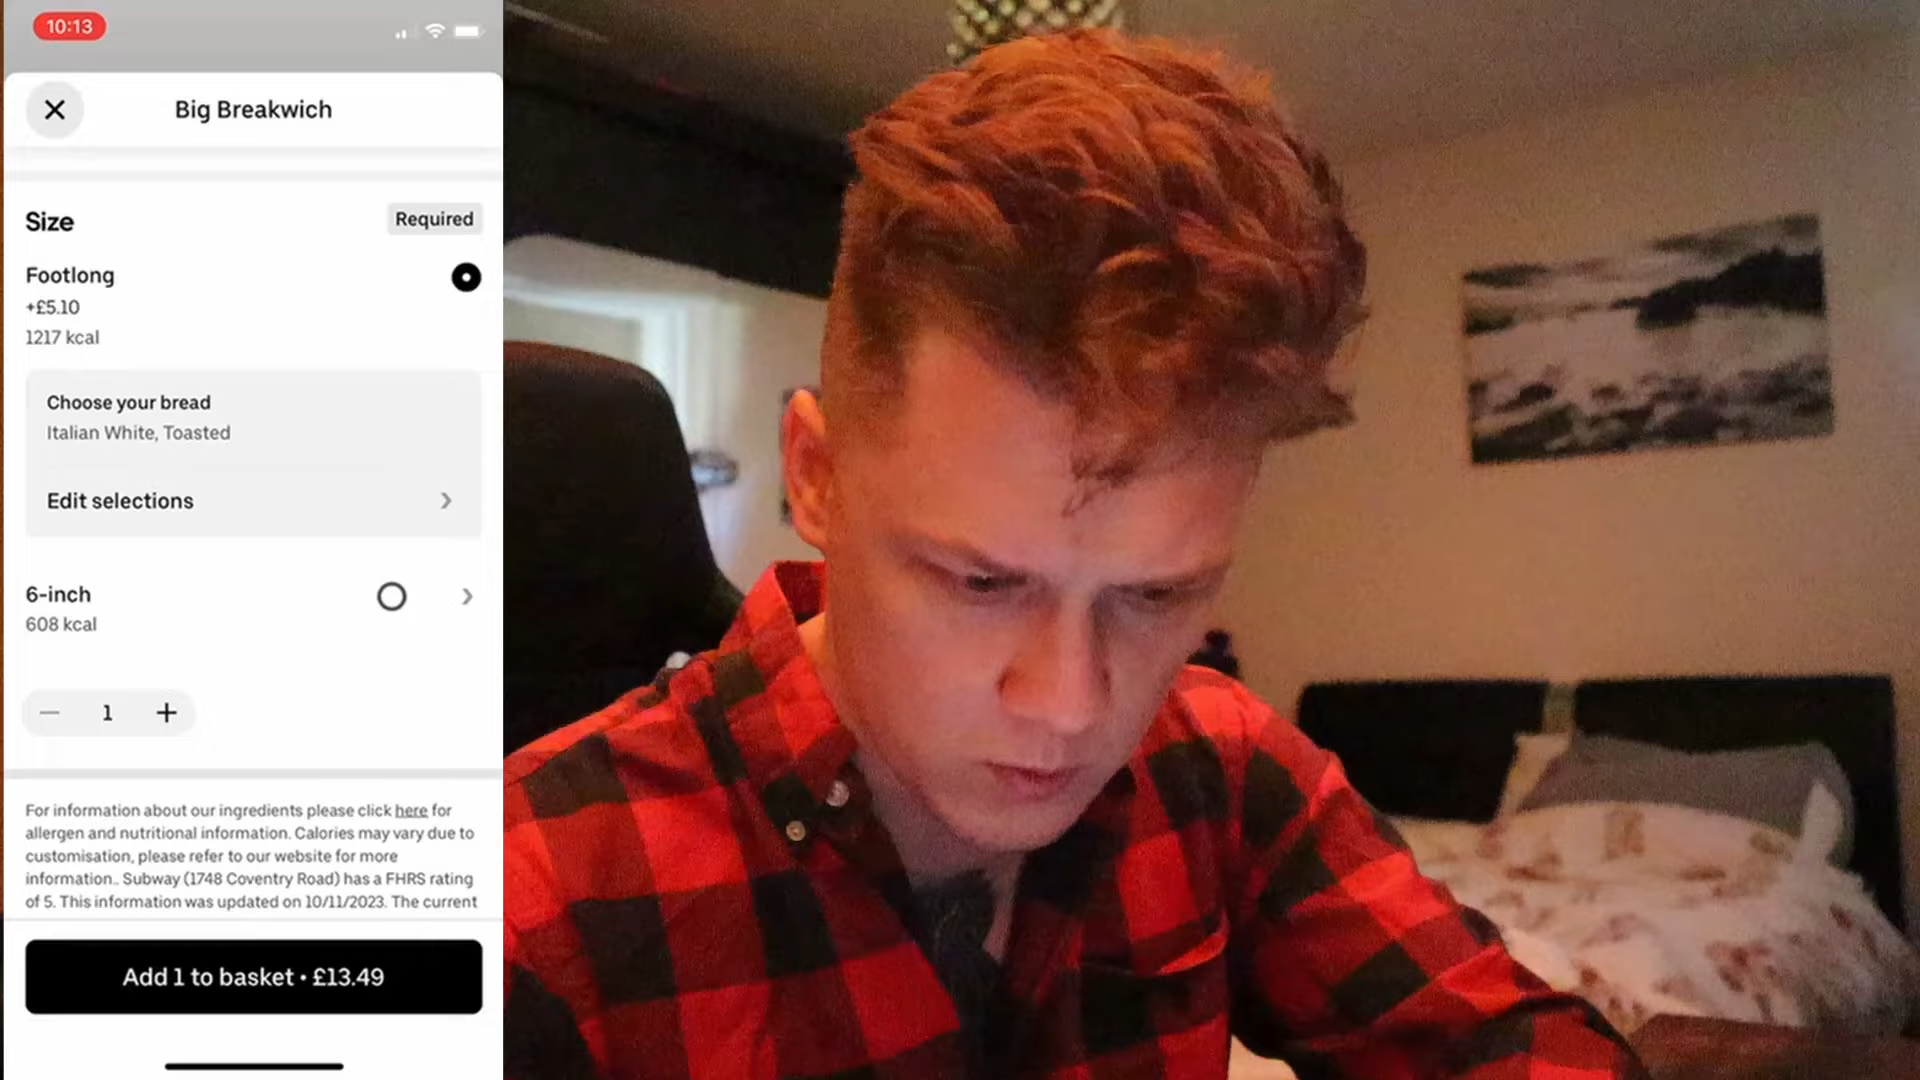 10:13
Big Breakwich
Size
Required
Footlong
+£5.10
1217 kcal
Choose your bread
Italian White, Toasted
Edit selections
6-inch
608 kcal
1
For information about our ingredients please click here for
allergen and nutritional information. Calories may vary due to
customisation, please refer to our website for more
information.. Subway (1748 Coventry Road) has a FHRS rating
of 5. This information was updated on 10/11/2023. The current
Add 1 to basket • £13.49